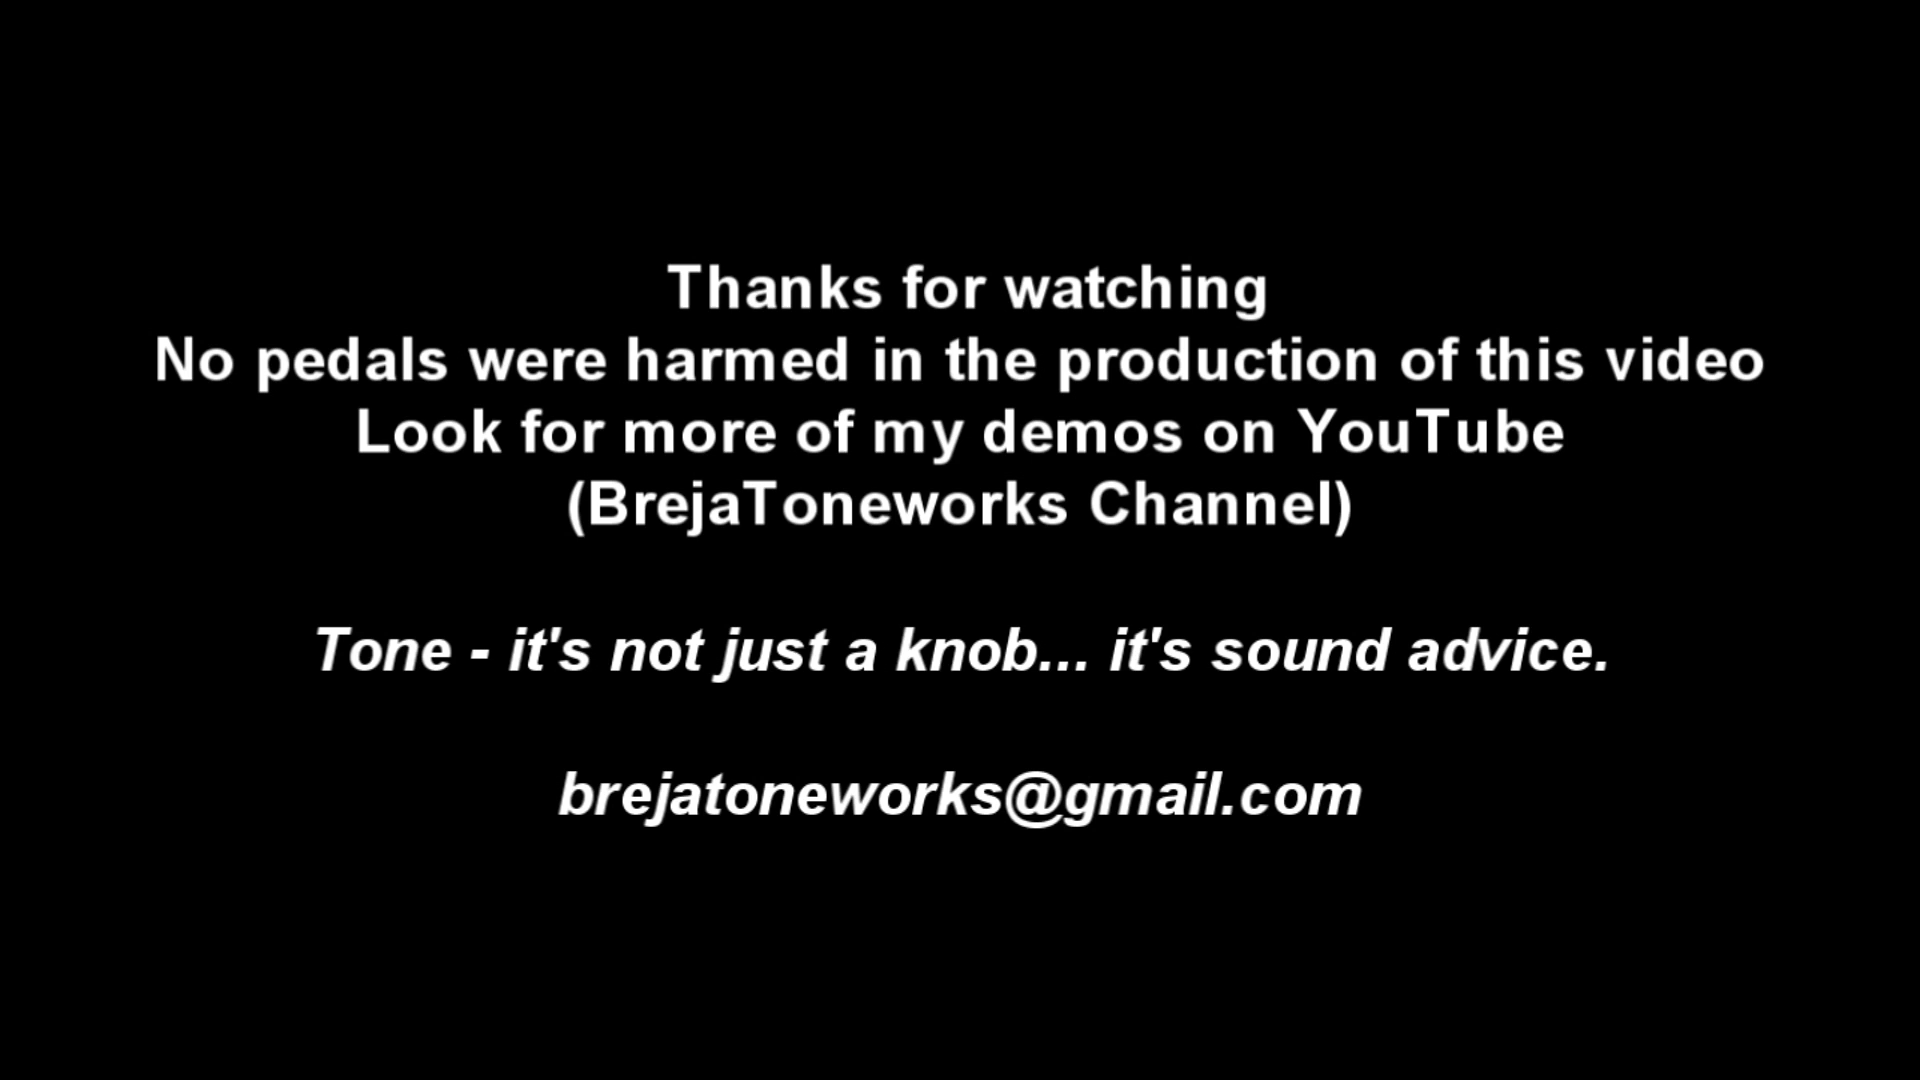 Thanks for watching
No pedals were harmed in the production of this video
Look for more of my demos on YouTube
(BrejaToneworks Channel)
Tone - it's not just a knob... it's sound advice.
brejatoneworks@gmail.com